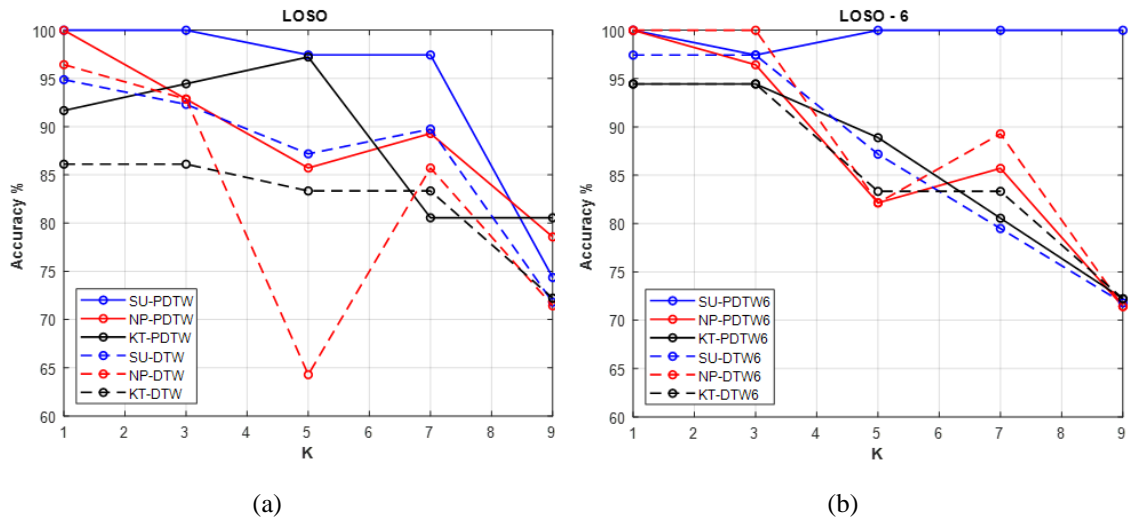 LOSO
100
95
90
85
80
75
70
65
60
Accuracy %
SU-PDTW
NP-PDTW
KT-PDTW
SU-DTW
NP-DTW
KT-DTW
1 2 3 4 5 6 7 8 9
K
(a)
LOSO - 6
100
95
90
85
80
75
70
65
60
Accuracy %
SU-PDTW6
NP-PDTW6
KT-PDTW6
SU-DTW6
NP-DTW6
KT-DTW6
1 2 3 4 5 6 7 8 9
K
(b)